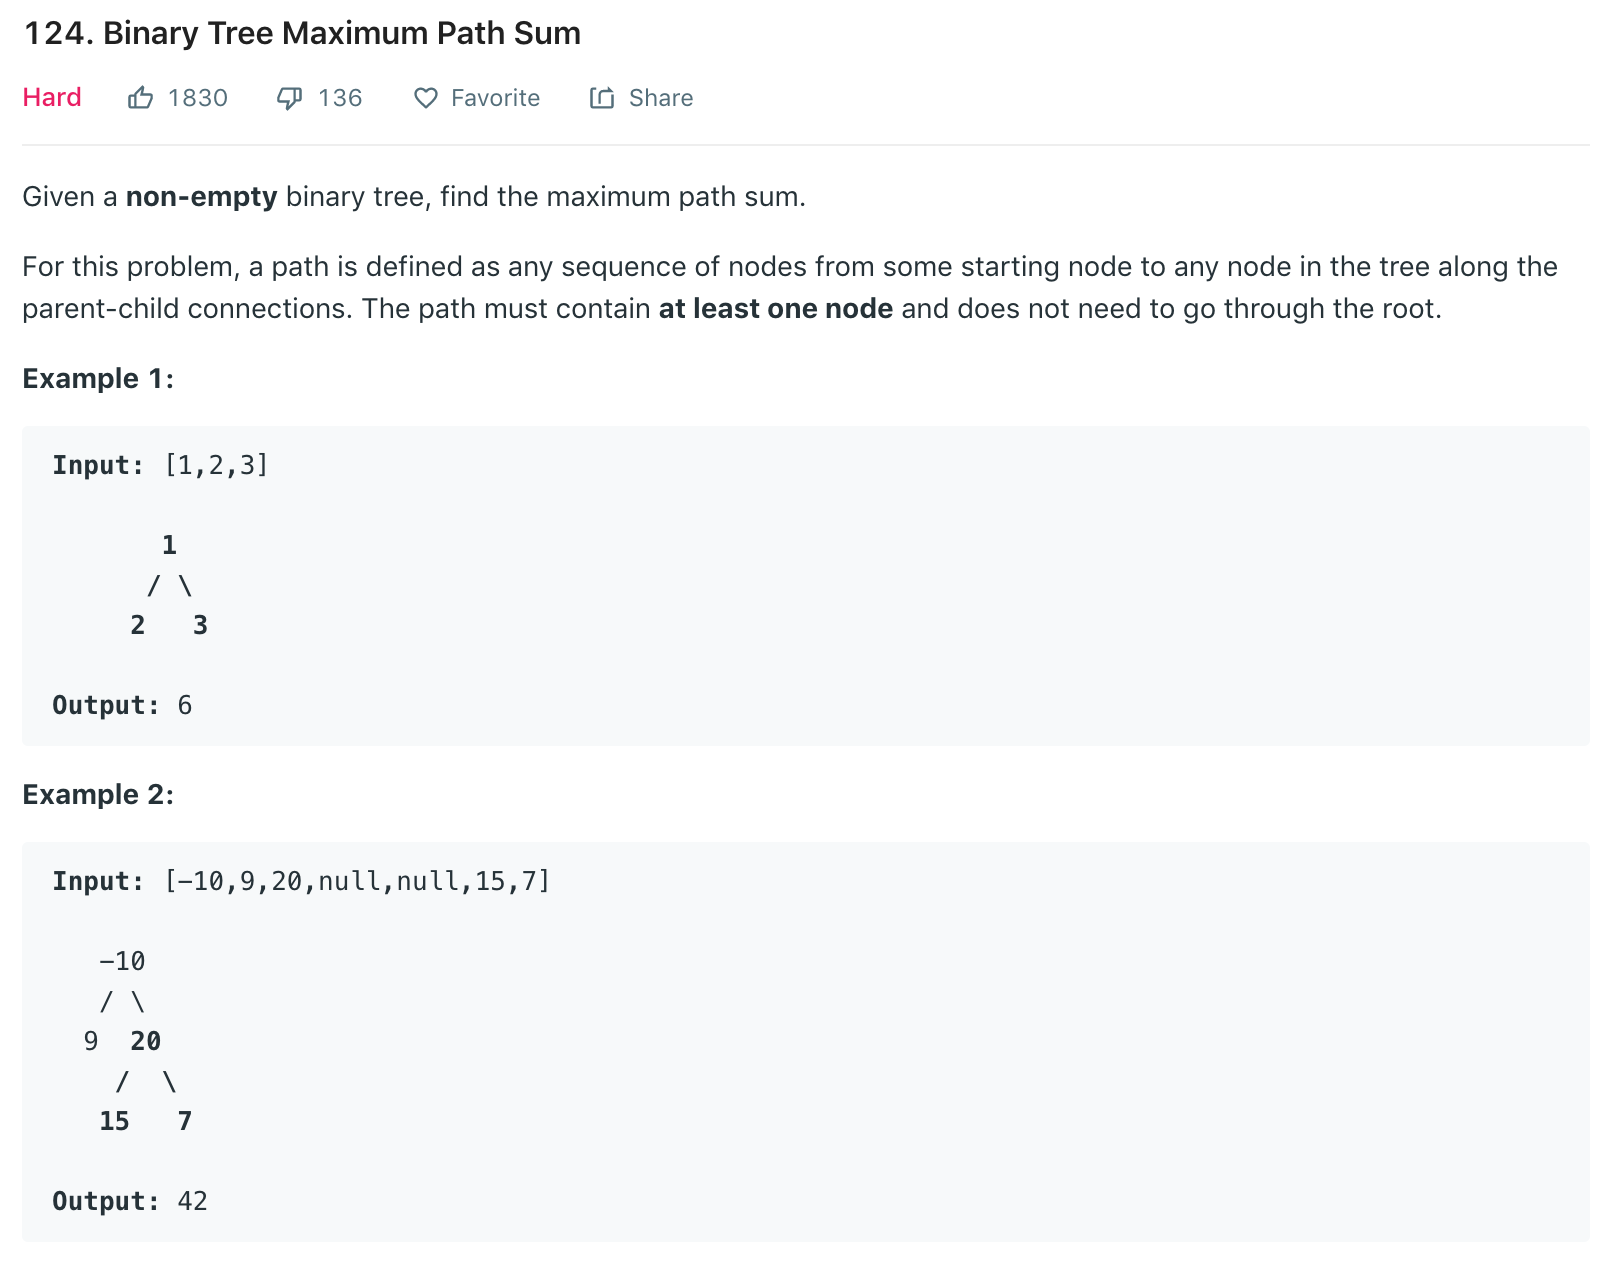 124. Binary Tree Maximum Path Sum
Hard 1830 136 Favorite Share
Given a non-empty binary tree, find the maximum path sum.
For this problem, a path is defined as any sequence of nodes from some starting node to any node in the tree along the
parent-child connections. The path must contain at least one node and does not need to go through the root.
Example 1:
Input: [1,2,3]
1
/ \
2 3
Output: 6
Example 2:
Input: [−10,9,20,null,null,15,7]
−10
/ \
9 20
/ \
15 7
Output: 42